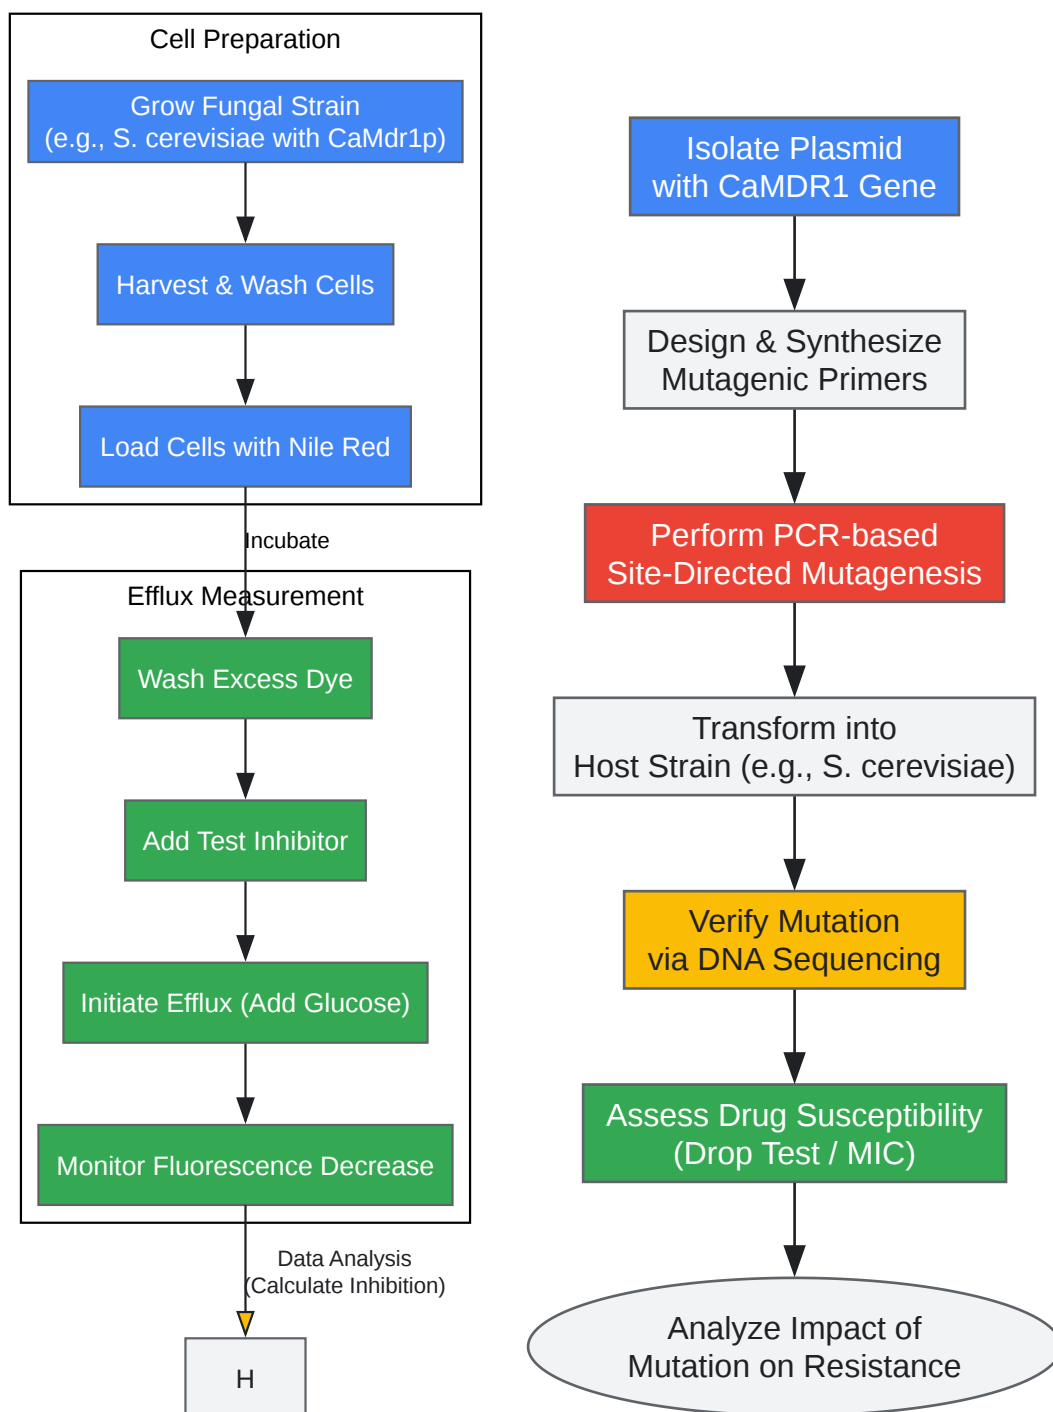 Cell Preparation
Grow Fungal Strain
(e.g., S. cerevisiae with CaMdr1p)
Harvest & Wash Cells
Load Cells with Nile Red
Incubate
Efflux Measurement
Wash Excess Dye
Add Test Inhibitor
Initiate Efflux (Add Glucose)
Monitor Fluorescence Decrease
Data Analysis
(Calculate Inhibition)
H
Isolate Plasmid
with CaMDR1 Gene
Design & Synthesize
Mutagenic Primers
Perform PCR-based
Site-Directed Mutagenesis
Transform into
Host Strain (e.g., S. cerevisiae)
Verify Mutation
via DNA Sequencing
Assess Drug Susceptibility
(Drop Test / MIC)
Analyze Impact of
Mutation on Resistance